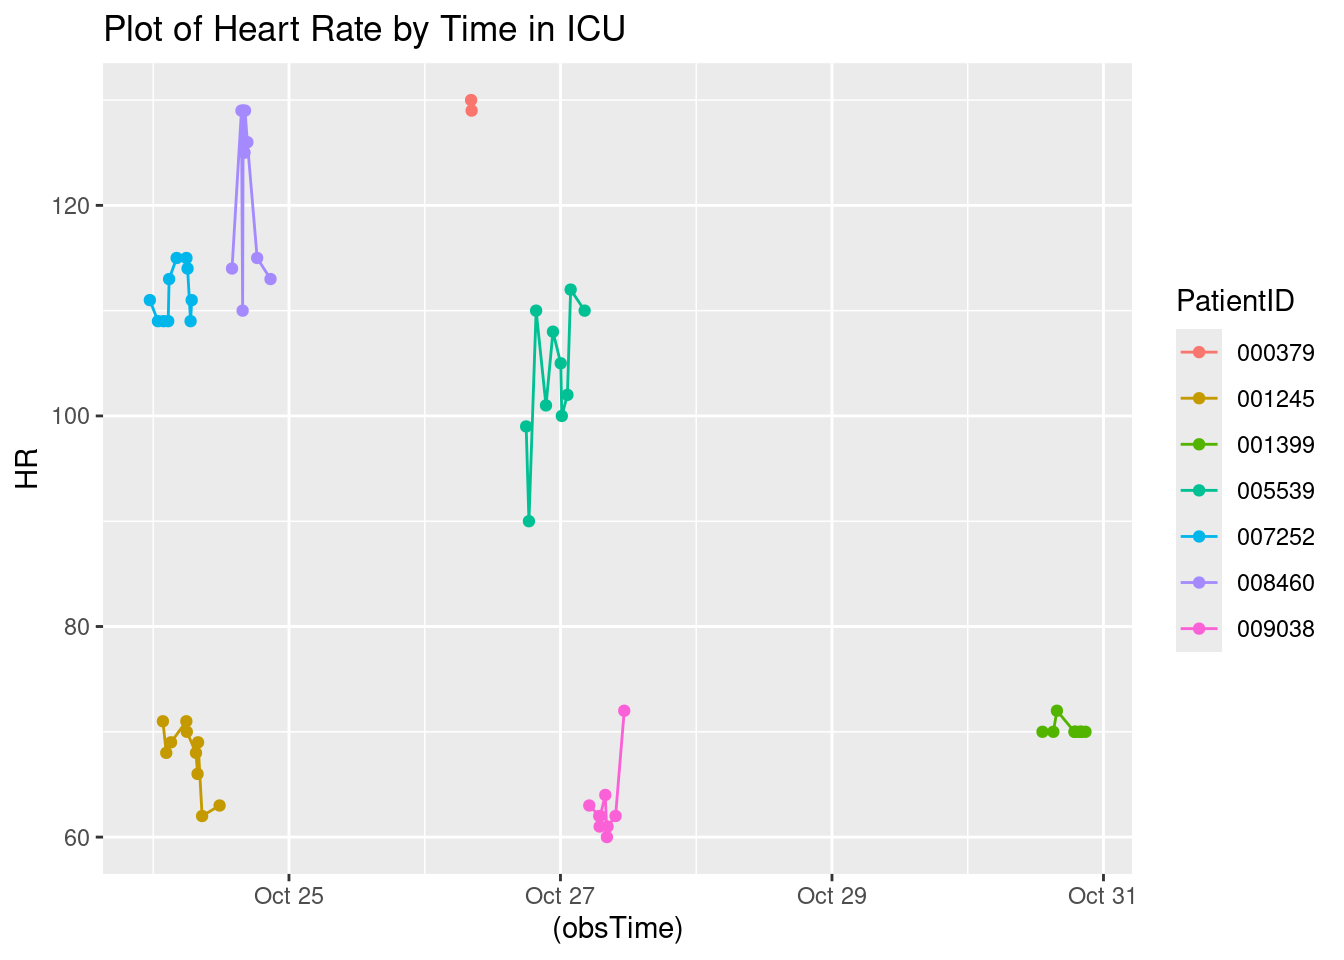 Plot of Heart Rate by Time in ICU
HR
120
100
80
60
Oct 25
Oct 27
Oct 29
Oct 31
(obsTime)
PatientID
000379
001245
001399
005539
007252
008460
009038